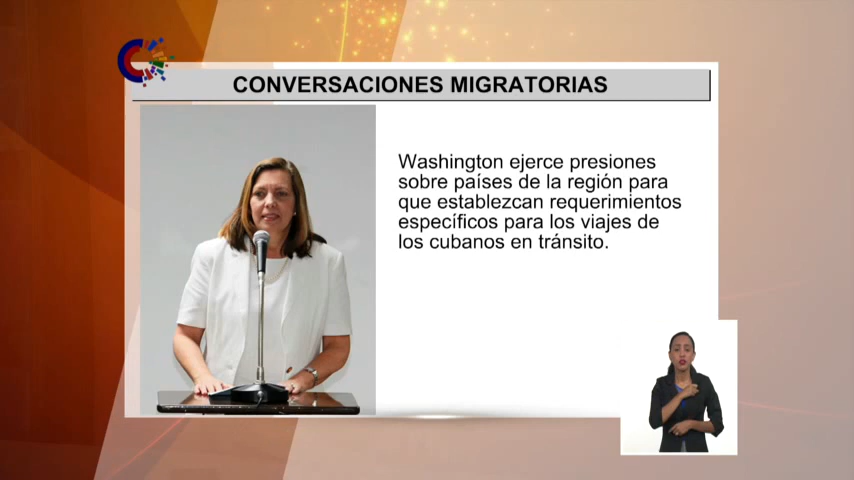 CONVERSACIONES MIGRATORIAS
Washington ejerce presiones
sobre países de la región para
que establezcan requerimientos
específicos para los viajes de
los cubanos en tránsito.